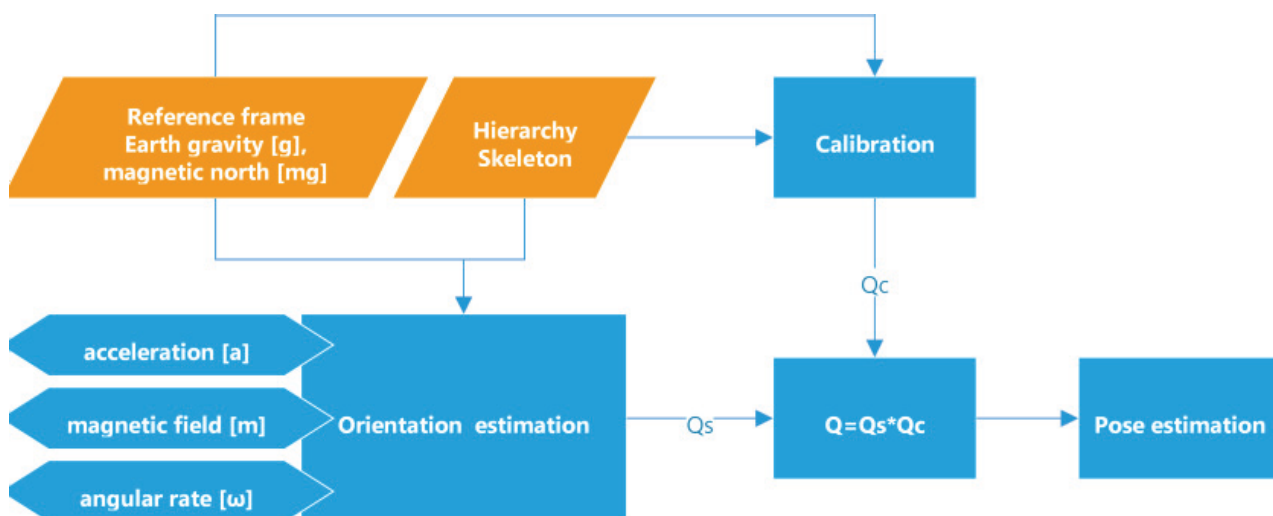 Reference frame
Earth gravity [g],
magnetic north [mg]
Hierarchy
Skeleton
Calibration
Qc
acceleration [a]
magnetic field [m]
angular rate [ω]
Orientation estimation
Qs
Q=Qs*Qc
Pose estimation